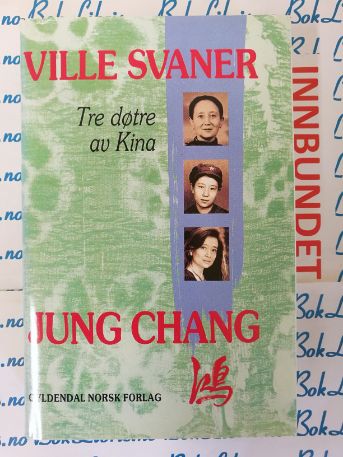 VILLE SVANER
Tre døtre
av Kina
JUNG CHANG
鴻
GYLDENDAL NORSK FORLAG
INNBUNDET